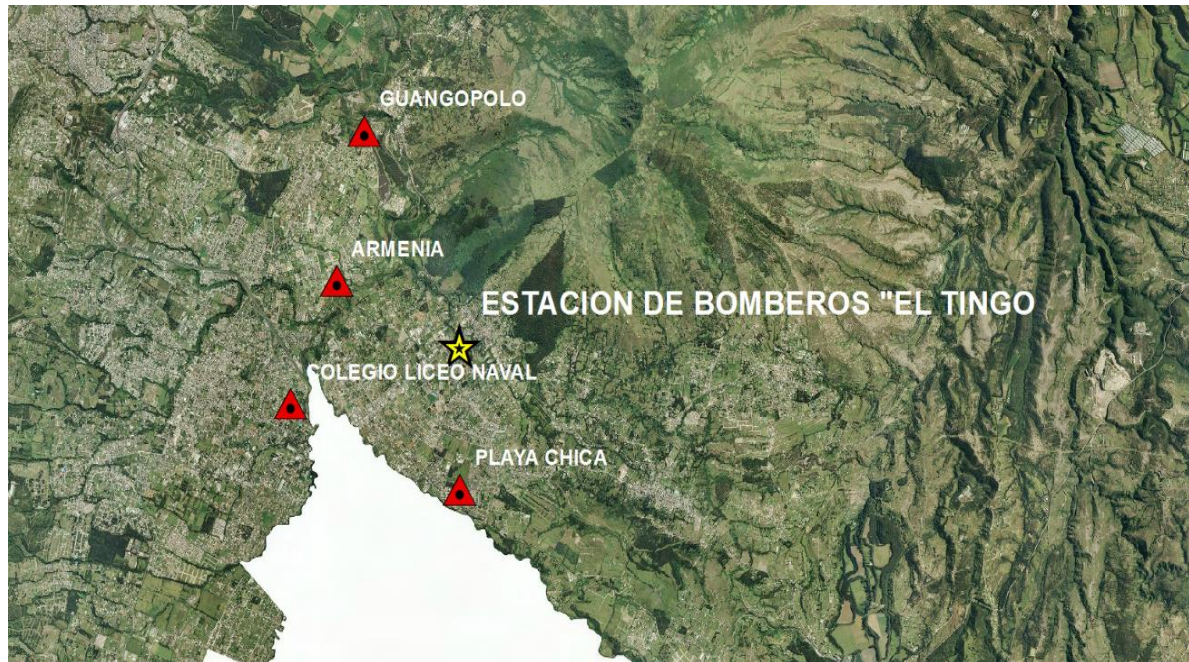 GUANGOPOLO
ARMENIA
ESTACION DE BOMBEROS "EL TINGO
COLEGIO LICEO NAVAL
PLAYA CHICA